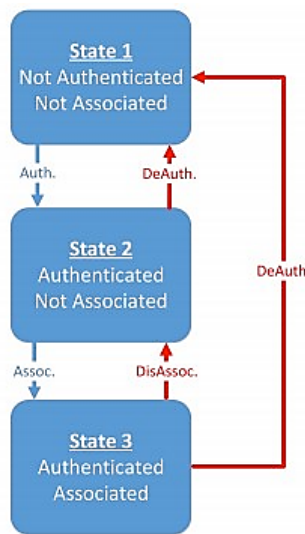 State 1
Not Authenticated
Not Associated
Auth.
DeAuth.
State 2
Authenticated
Not Associated
DeAuth.
Assoc.
DisAssoc.
State 3
Authenticated
Associated